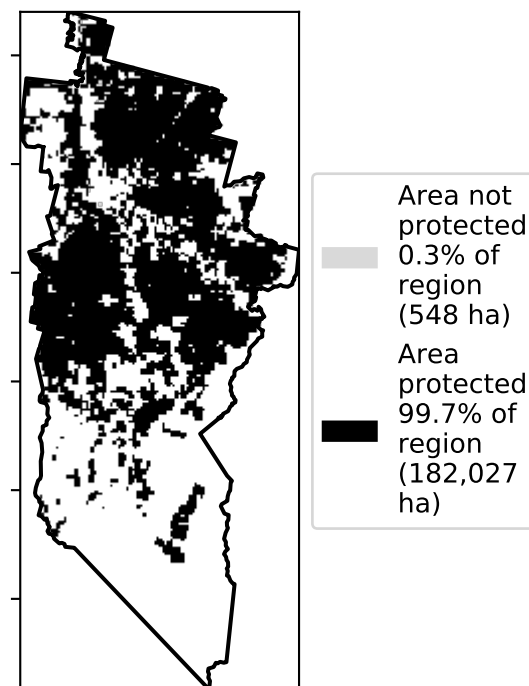 Area not
protected
0.3% of
region
(548 ha)
Area
protected
99.7% of
region
(182,027
ha)